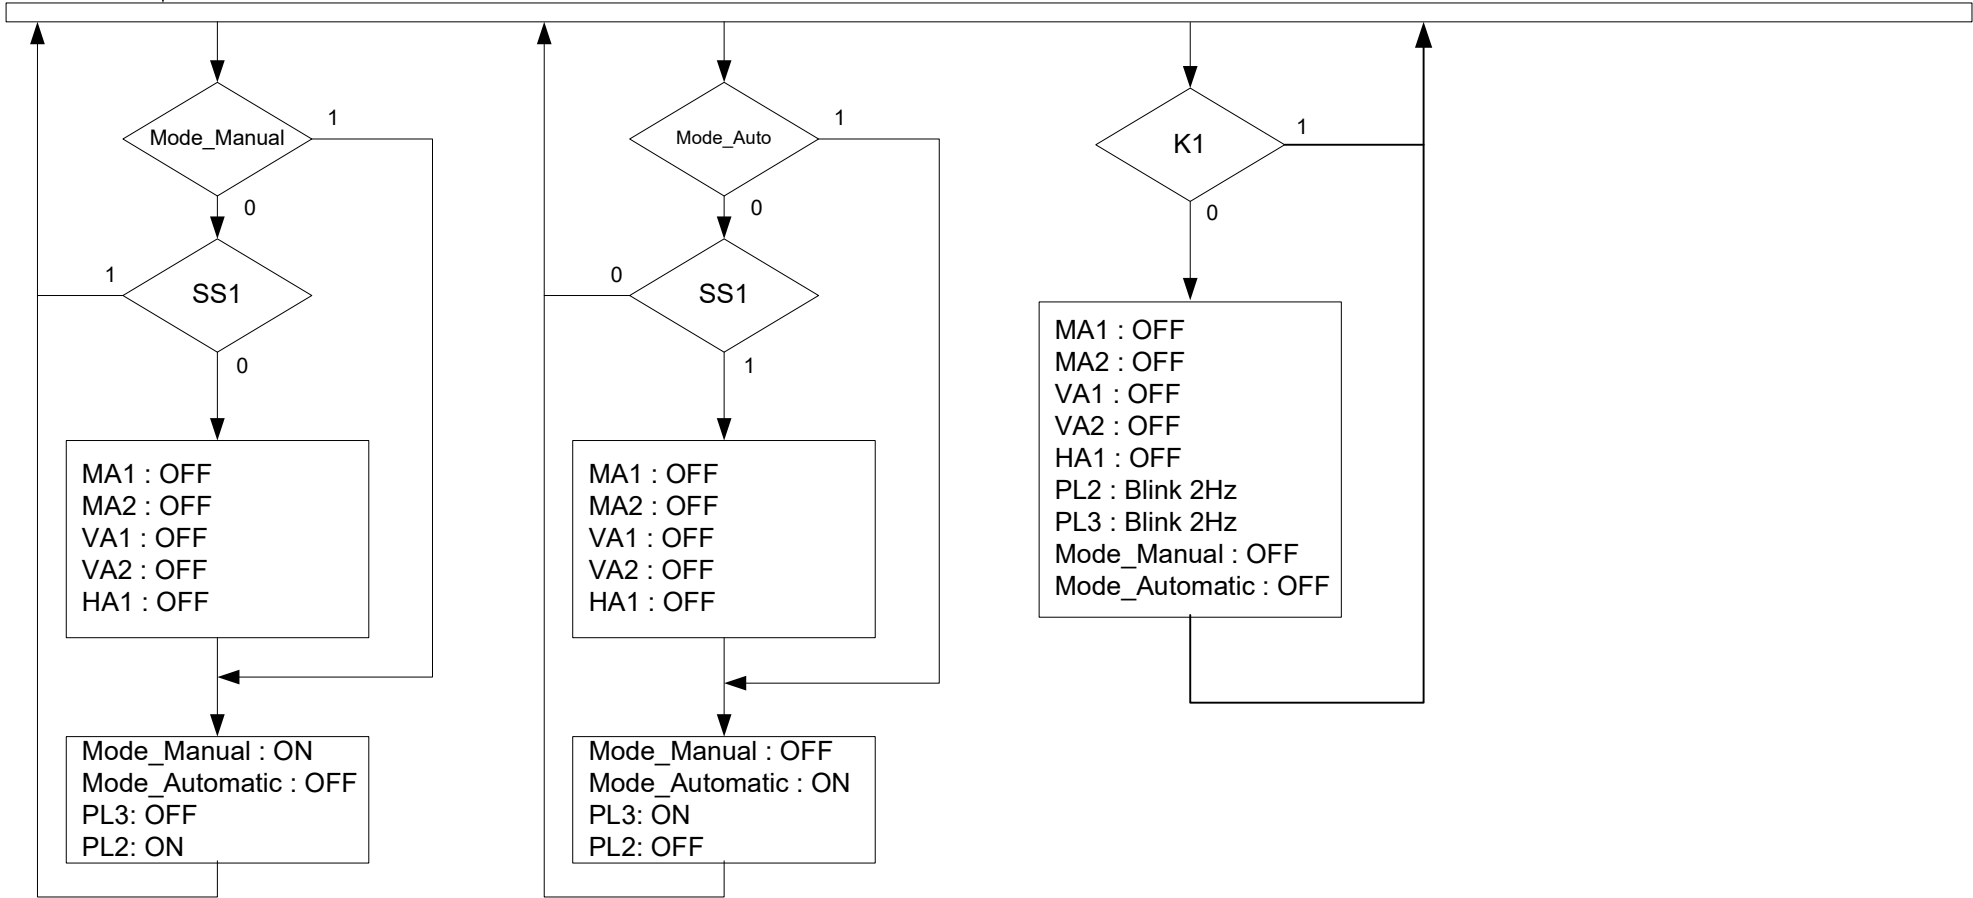 Mode_Manual
1
0
SS1
1
0
MA1 : OFF
MA2 : OFF
VA1 : OFF
VA2 : OFF
HA1 : OFF
Mode_Manual : ON
Mode_Automatic : OFF
PL3: OFF
PL2: ON
Mode_Auto
1
0
SS1
0
1
MA1 : OFF
MA2 : OFF
VA1 : OFF
VA2 : OFF
HA1 : OFF
Mode_Manual : OFF
Mode_Automatic : ON
PL3: ON
PL2: OFF
K1
1
0
MA1 : OFF
MA2 : OFF
VA1 : OFF
VA2 : OFF
HA1 : OFF
PL2 : Blink 2Hz
PL3 : Blink 2Hz
Mode_Manual : OFF
Mode_Automatic : OFF